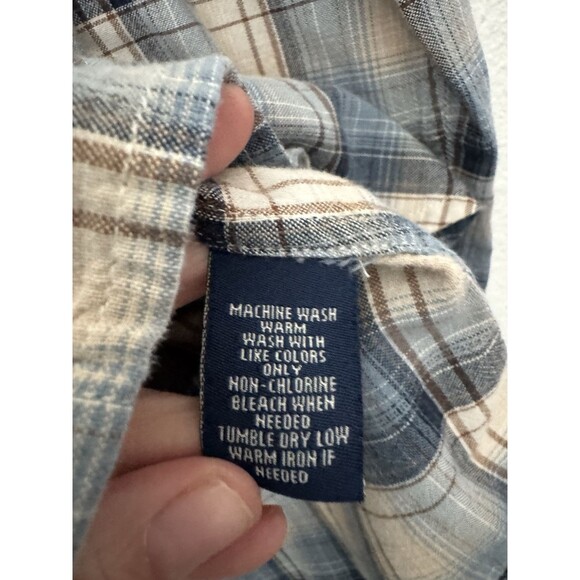 MACHINE WASH
WARM
WASH WITH
LIKE COLORS
ONLY
NON-CHLORINE
BLEACH WHEN
NEEDED
TUMBLE DRY LOW
WARM IRON IF
NEEDED